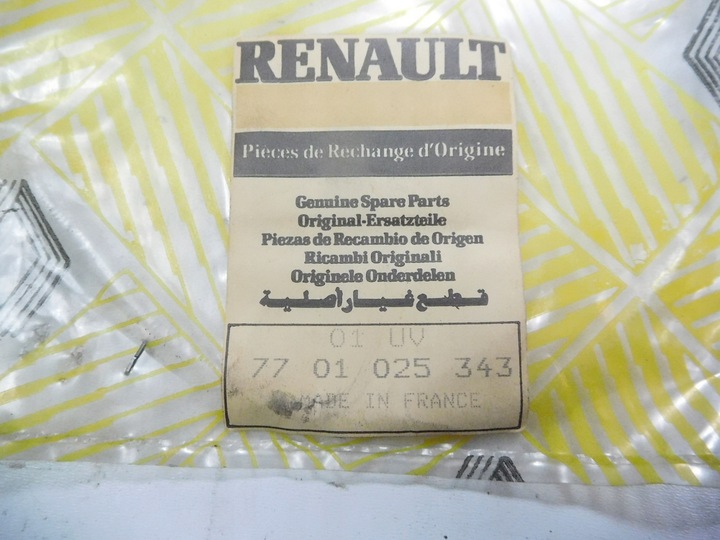 RENAULT
Pièces de Rechange d'Origine
Genuine Spare Parts
Original-Ersatzteile
Piezas de Recambio de Origen
Ricambi Originali
Originele Onderdelen
قطع غيار أصلية
01 UV
77 01 025 343
MADE IN FRANCE